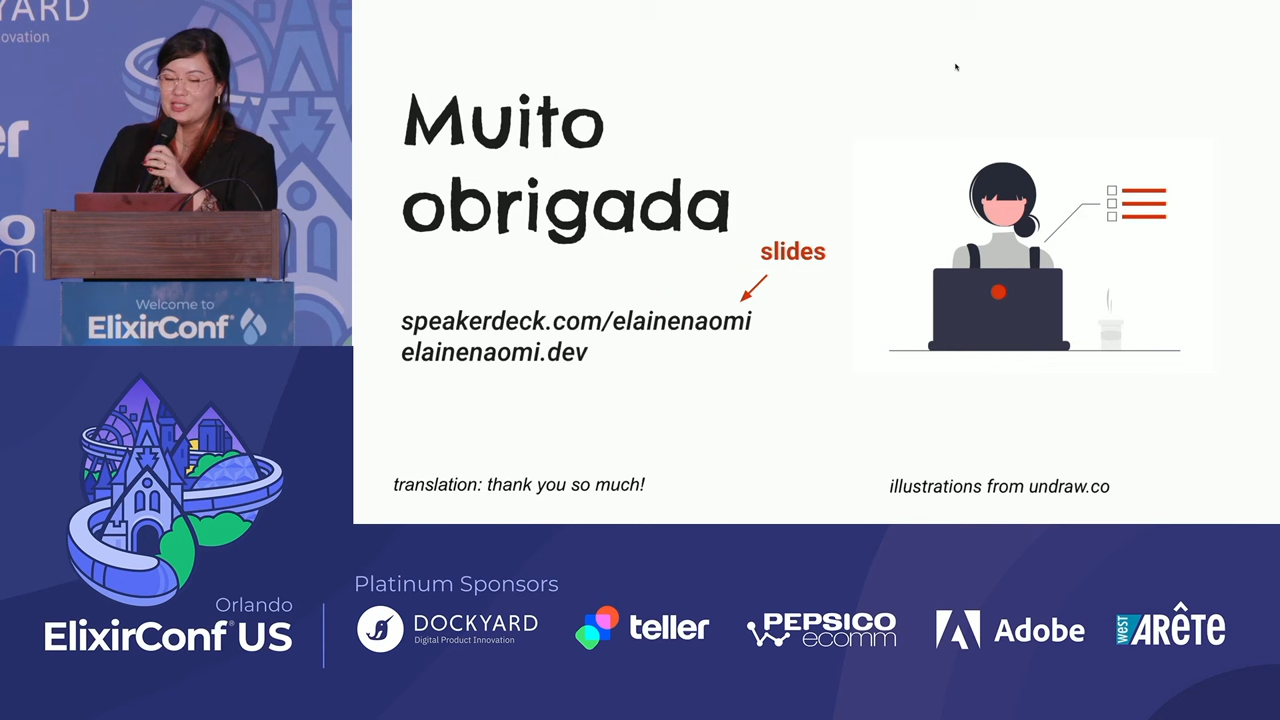 YARD
ovation
er
o
m
Welcome to
ElixirConf®
Muito
obrigada
slides
speakerdeck.com/elainenaomi
elainenaomi.dev
translation: thank you so much!
illustrations from undraw.co
Orlando
ElixirConf® US
Platinum Sponsors
DOCKYARD
Digital Product Innovation
teller
PEPSICO
ecomm
Adobe
west ARÊTE